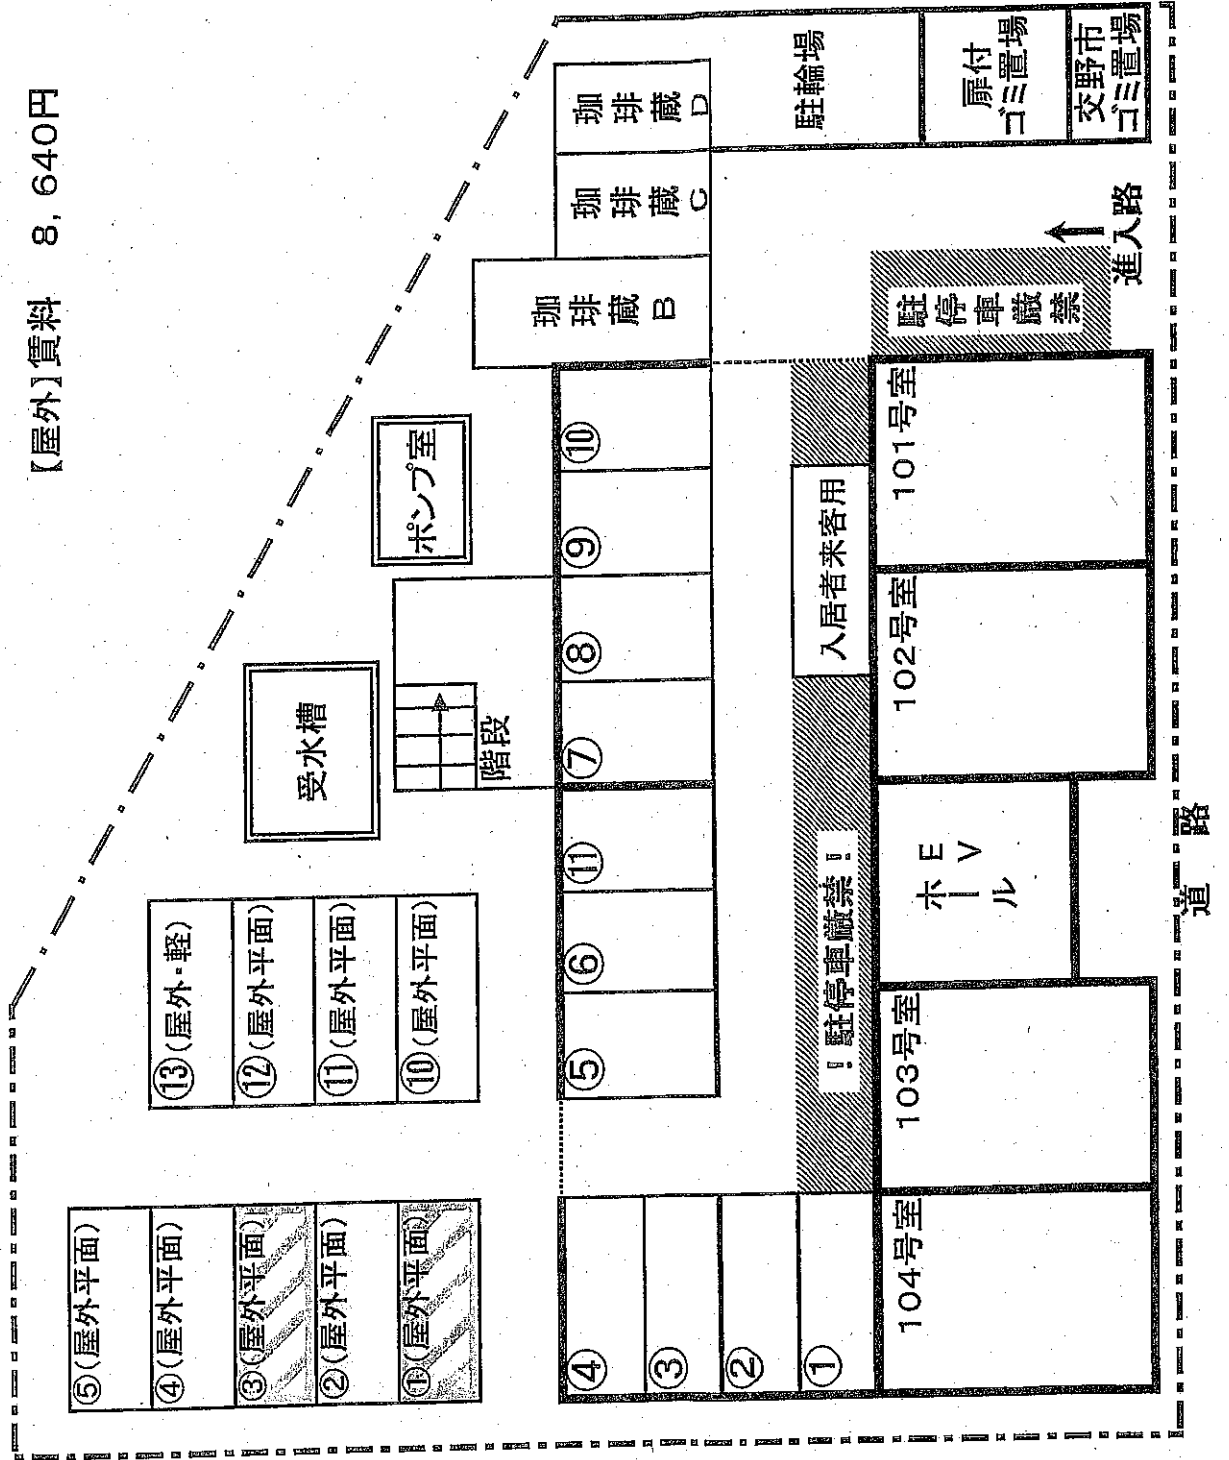 【屋外】賃料 8,640円
⑤(屋外平面)
④(屋外平面)
③(屋外平面)
②(屋外平面)
①(屋外平面)
⑬(屋外・軽)
⑫(屋外平面)
⑪(屋外平面)
⑩(屋外平面)
受水槽
ポンプ室
階段
④
③
②
①
⑤
⑥
⑪
⑦
⑧
⑨
⑩
珈琲蔵B
珈琲蔵C
珈琲蔵D
駐輪場
扉付
ゴミ置場
交野市
ゴミ置場
!駐停車厳禁!
入居者来客用
駐停車厳禁
進入路
104号室
103号室
EV
ホール
102号室
101号室
道路